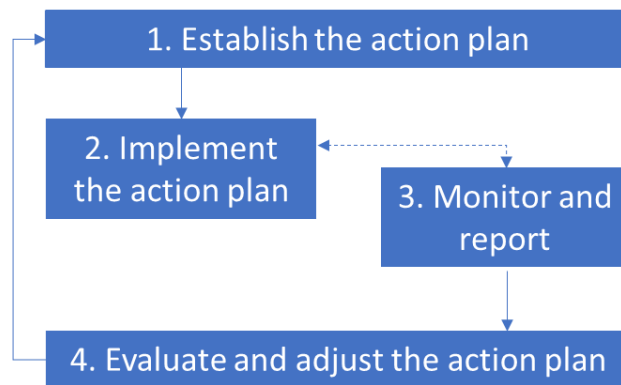 1. Establish the action plan
2. Implement
the action plan
3. Monitor and
report
4. Evaluate and adjust the action plan